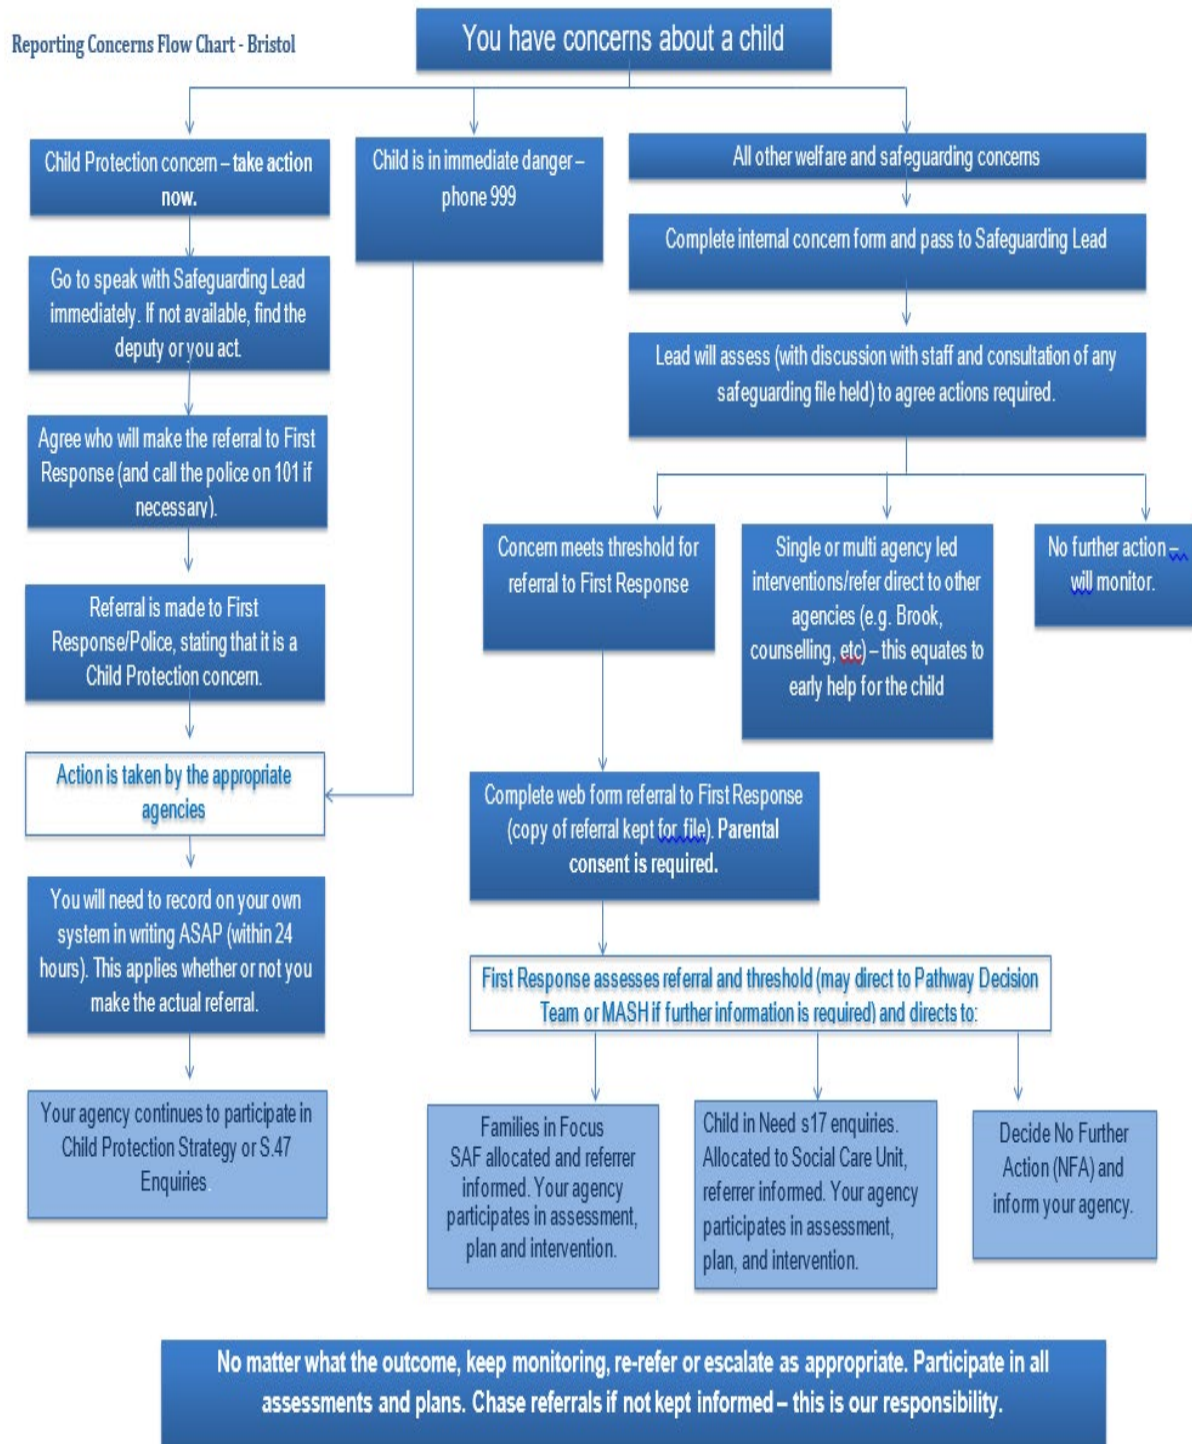 Reporting Concerns Flow Chart - Bristol
You have concerns about a child
Child Protection concern – take action
now.
Go to speak with Safeguarding Lead
immediately. If not available, find the
deputy or you act.
Agree who will make the referral to First
Response (and call the police on 101 if
necessary).
Referral is made to First
Response/Police, stating that it is a
Child Protection concern.
Action is taken by the appropriate
agencies
You will need to record on your own
system in writing ASAP (within 24
hours). This applies whether or not you
make the actual referral.
Your agency continues to participate in
Child Protection Strategy or S.47
Enquiries
Child is in immediate danger –
phone 999
All other welfare and safeguarding concerns
Complete internal concern form and pass to Safeguarding Lead
Lead will assess (with discussion with staff and consultation of any
safeguarding file held) to agree actions required.
Concern meets threshold for
referral to First Response
Single or multi agency led
interventions/refer direct to other
agencies (e.g. Brook,
counselling, etc) – this equates to
early help for the child
No further action –
will monitor.
Complete web form referral to First Response
(copy of referral kept for file). Parental
consent is required.
First Response assesses referral and threshold (may direct to Pathway Decision
Team or MASH if further information is required) and directs to:
Families in Focus
SAF allocated and referrer
informed. Your agency
participates in assessment,
plan and intervention.
Child in Need s17 enquiries.
Allocated to Social Care Unit,
referrer informed. Your agency
participates in assessment,
plan, and intervention.
Decide No Further
Action (NFA) and
inform your agency.
No matter what the outcome, keep monitoring, re-refer or escalate as appropriate. Participate in all
assessments and plans. Chase referrals if not kept informed – this is our responsibility.